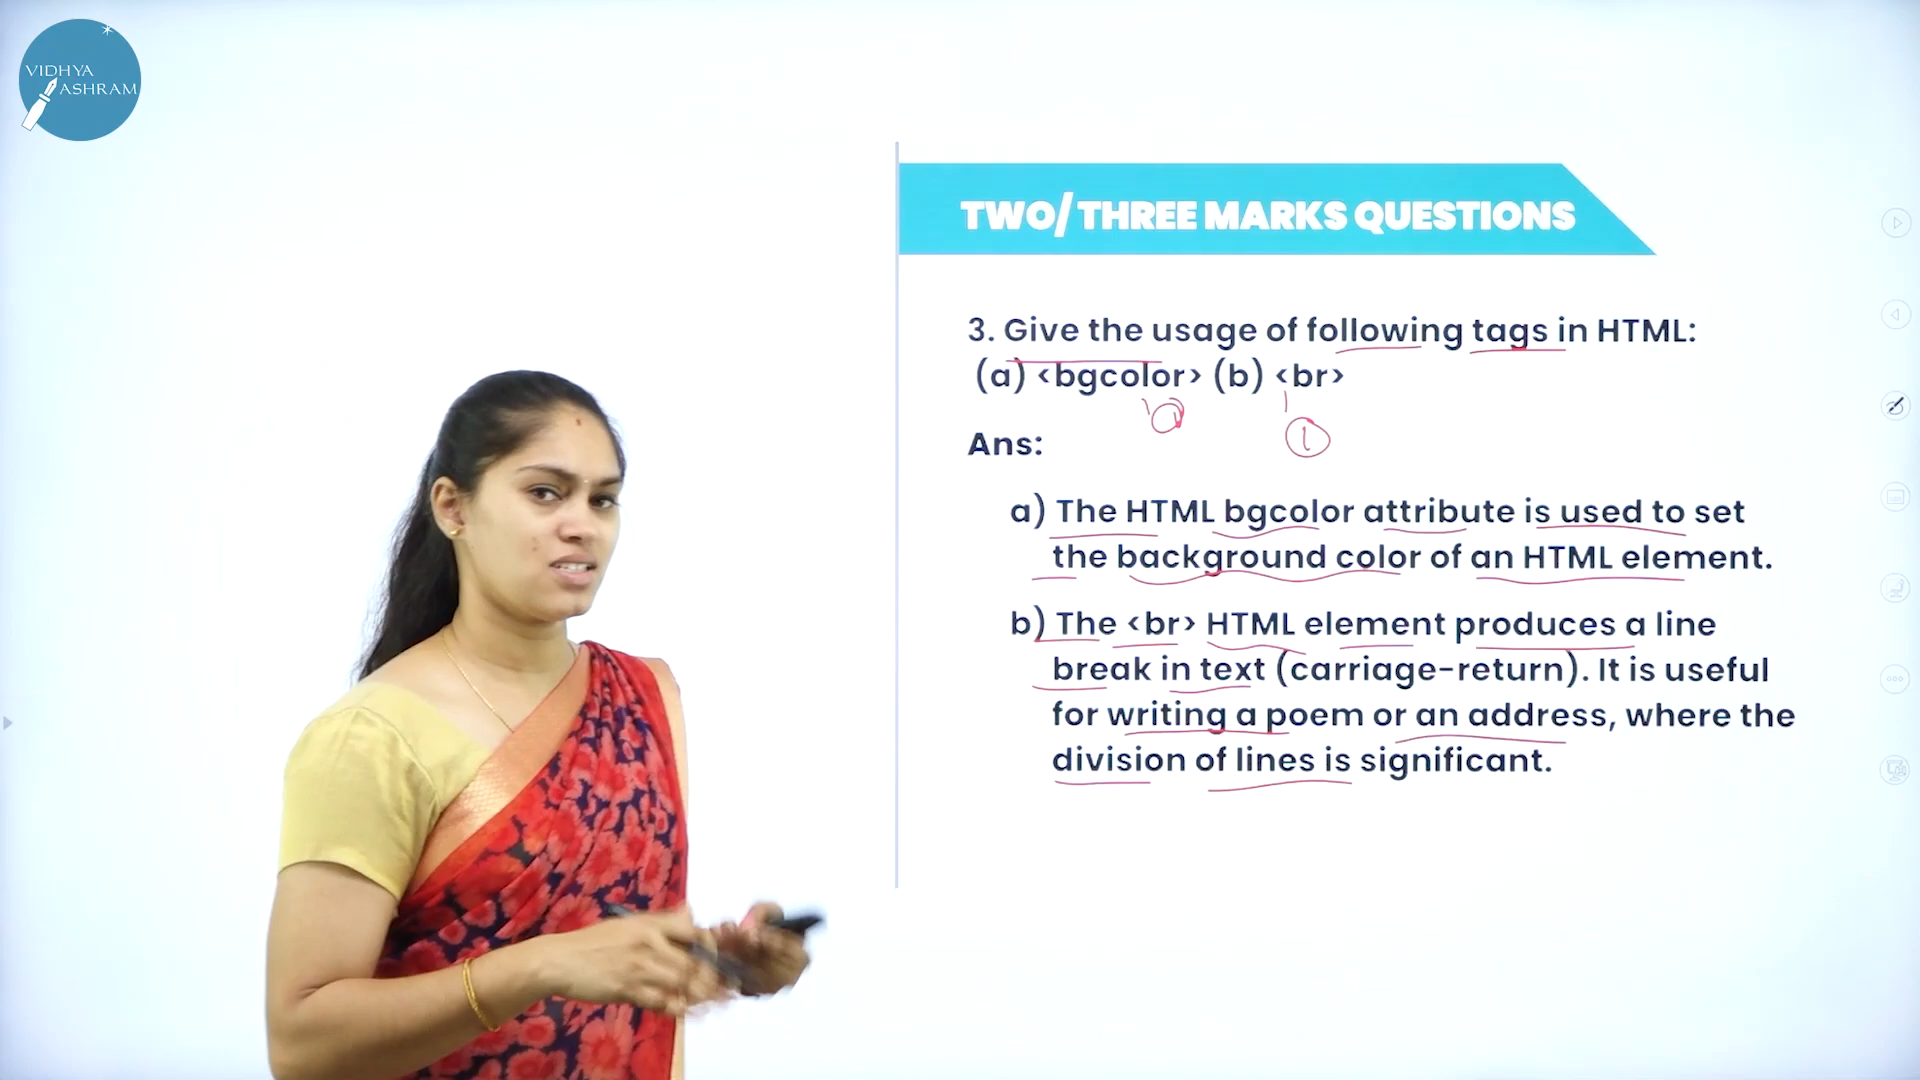 VIDHYA
ASHRAM
TWO/THREE MARKS QUESTIONS
3. Give the usage of following tags in HTML:
(a) <bgcolor> (b) <br>
1
1
Ans:
a) The HTML bgcolor attribute is used to set
the background color of an HTML element.
b) The <br> HTML element produces a line
break in text (carriage-return). It is useful
for writing a poem or an address, where the
division of lines is significant.